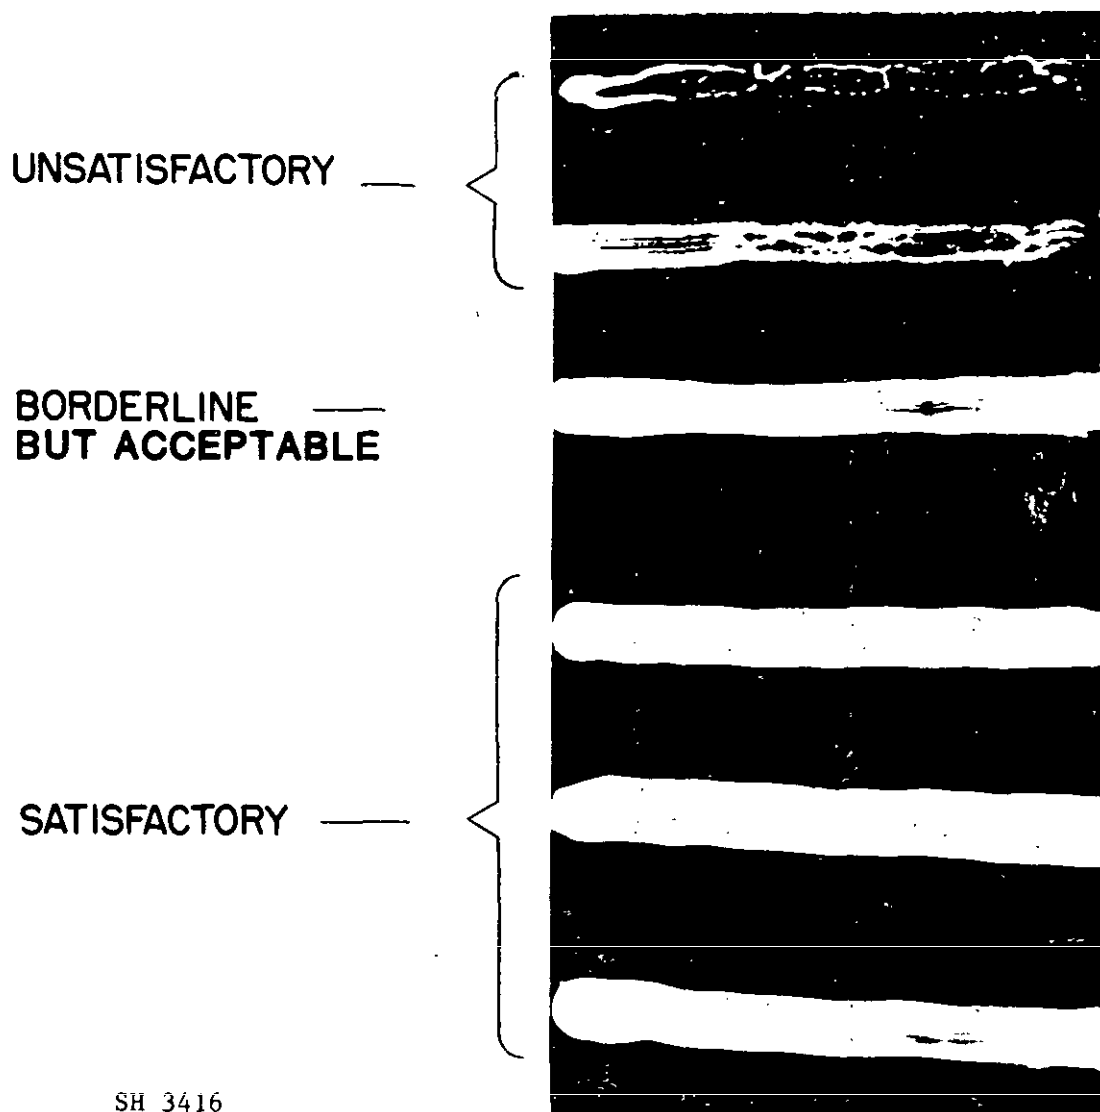 UNSATISFACTORY
BORDERLINE
BUT ACCEPTABLE
SATISFACTORY
SH 3416